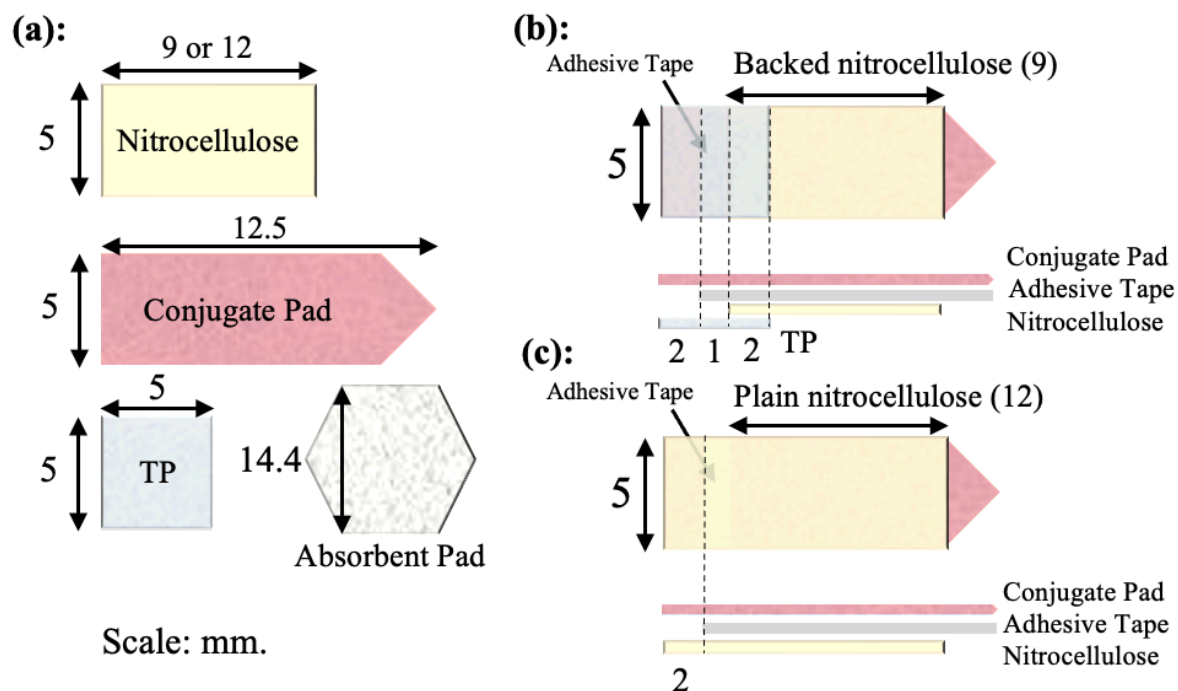 (a):
9 or 12
5
Nitrocellulose
12.5
5
Conjugate Pad
5
5
TP
14.4
Absorbent Pad
Scale: mm.
(b):
Adhesive Tape
Backed nitrocellulose (9)
5
Conjugate Pad
Adhesive Tape
Nitrocellulose
2 1 2 TP
(c):
Adhesive Tape
Plain nitrocellulose (12)
5
Conjugate Pad
Adhesive Tape
Nitrocellulose
2